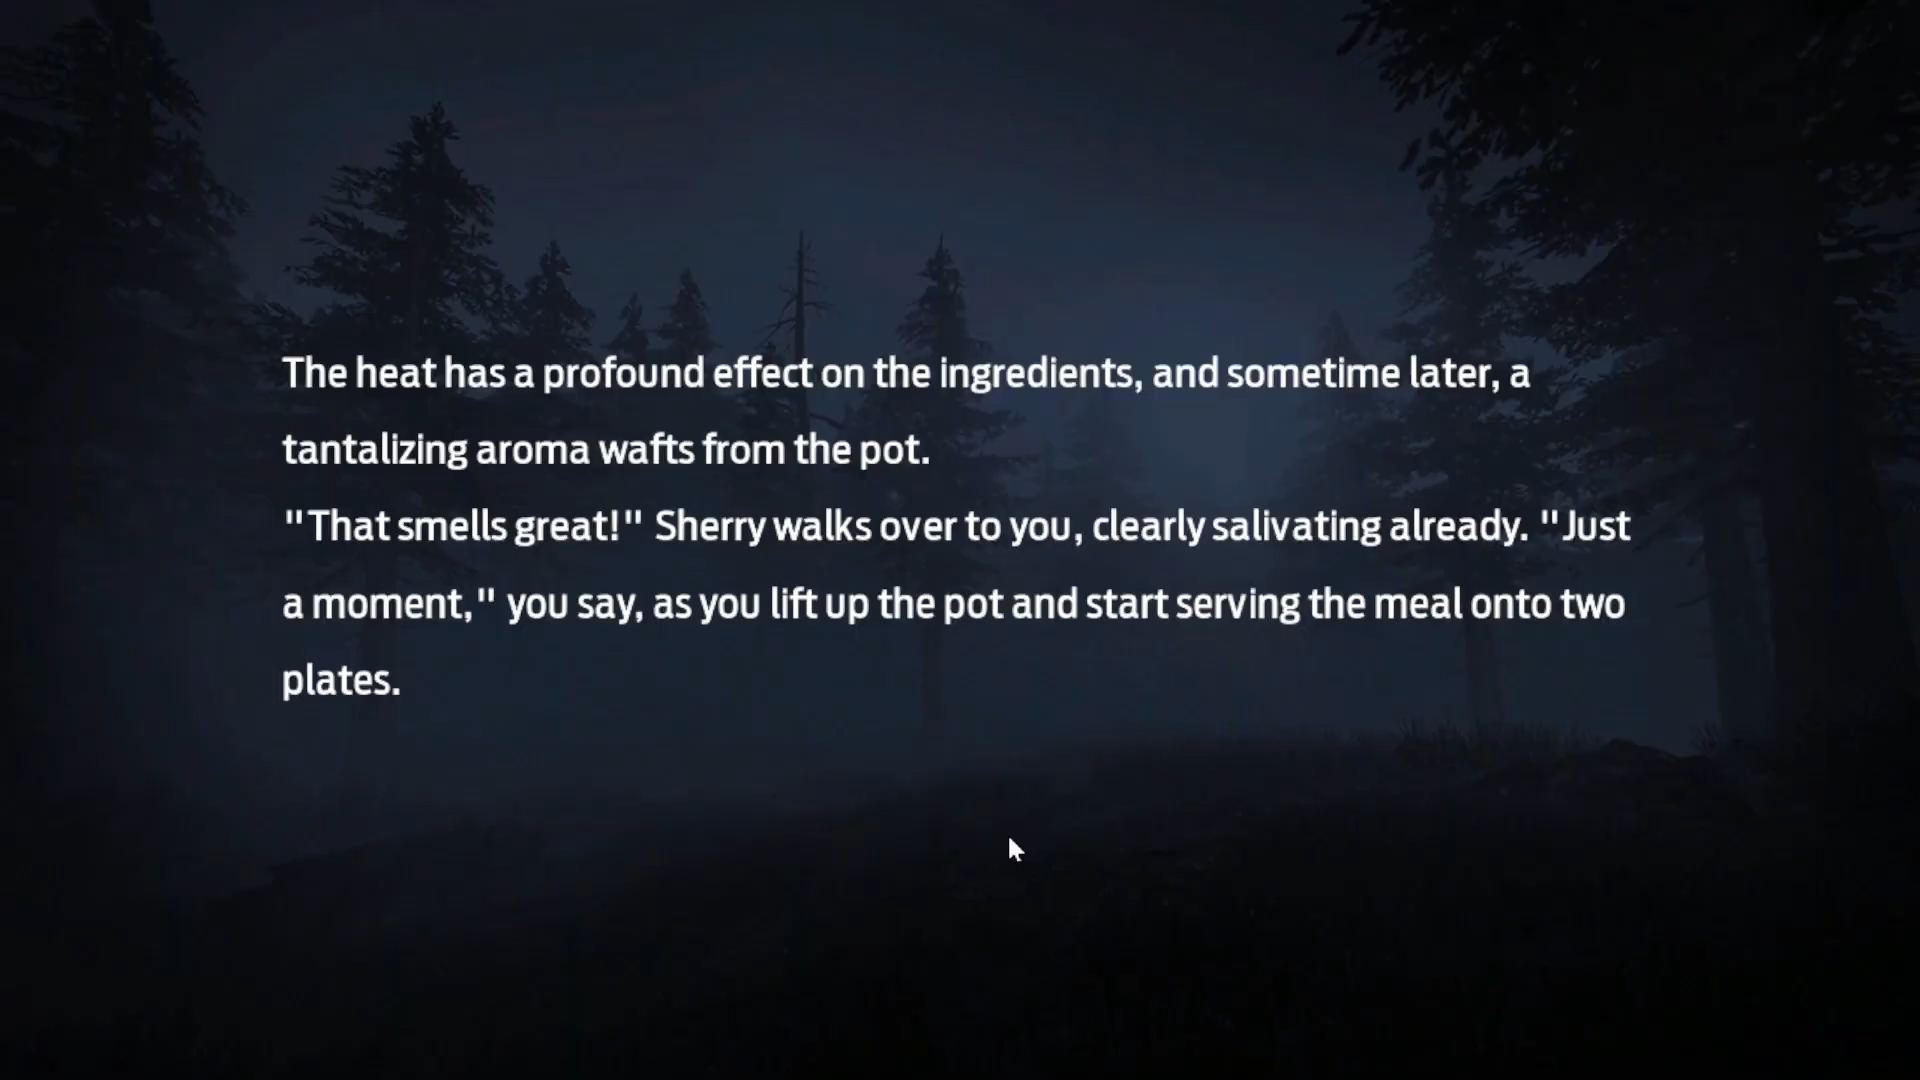 The heat has a profound effect on the ingredients, and sometime later, a
tantalizing aroma wafts from the pot.
"That smells great!" Sherry walks over to you, clearly salivating already. "Just
a moment," you say, as you lift up the pot and start serving the meal onto two
plates.